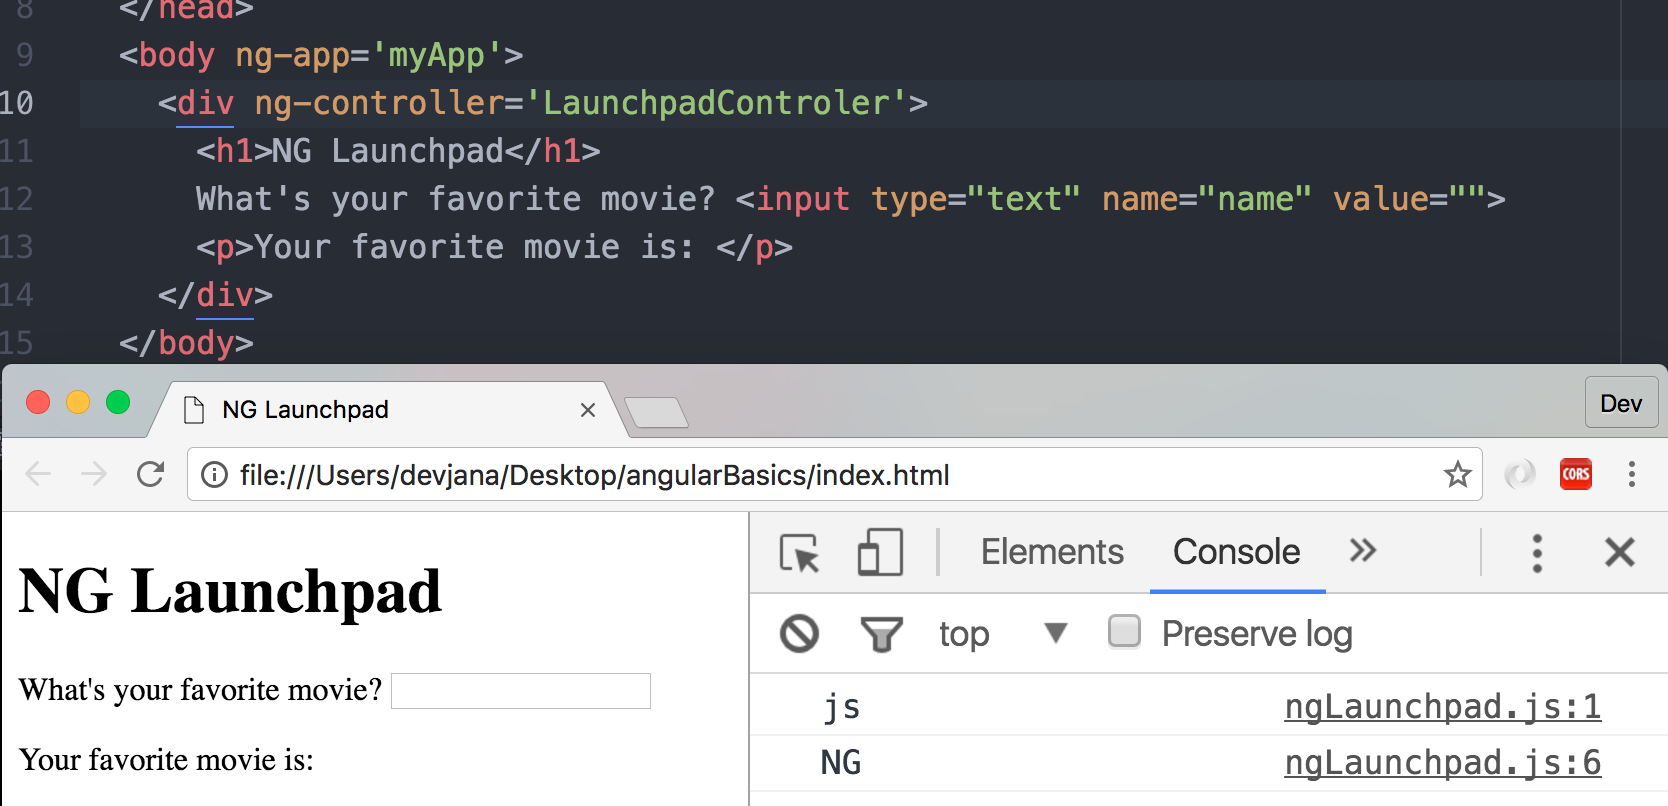 8 </head>
9 <body ng-app='myApp'>
10 <div ng-controller='LaunchpadControler'>
11 <h1>NG Launchpad</h1>
12 What's your favorite movie? <input type="text" name="name" value="">
13 <p>Your favorite movie is: </p>
14 </div>
15 </body>
NG Launchpad
Dev
file:///Users/devjana/Desktop/angularBasics/index.html
CORS
NG Launchpad
What's your favorite movie?
Your favorite movie is:
Elements Console
top Preserve log
js ngLaunchpad.js:1
NG ngLaunchpad.js:6